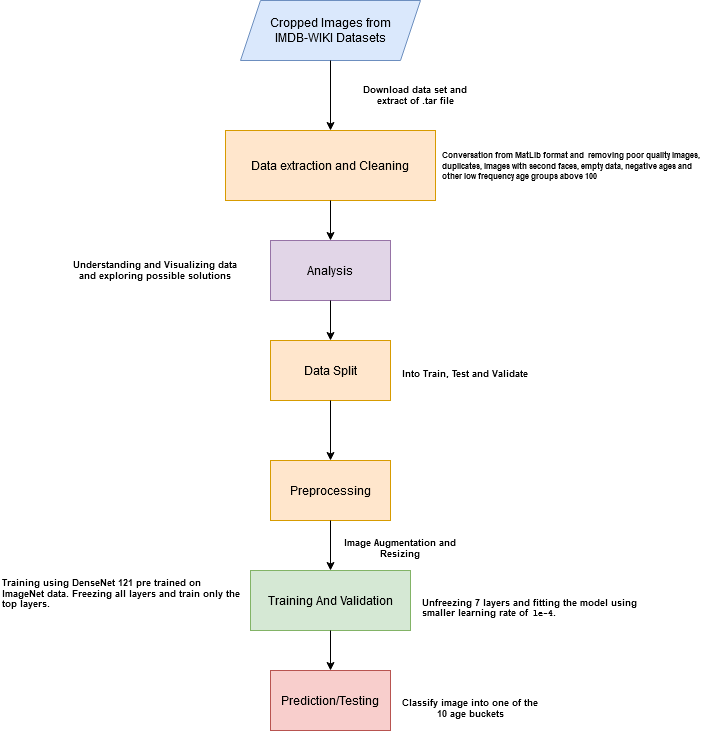 Cropped Images from
IMDB-WIKI Datasets
Download data set and
extract of .tar file
Data extraction and Cleaning
Conversation from MatLib format and removing poor quality images,
duplicates, images with second faces, empty data, negative ages and
other low frequency age groups above 100
Understanding and Visualizing data
and exploring possible solutions
Analysis
Data Split
Into Train, Test and Validate
Preprocessing
Image Augmentation and
Resizing
Training using DenseNet 121 pre trained on
ImageNet data. Freezing all layers and train only the
top layers.
Training And Validation
Unfreezing 7 layers and fitting the model using
smaller learning rate of 1e-4.
Prediction/Testing
Classify image into one of the
10 age buckets